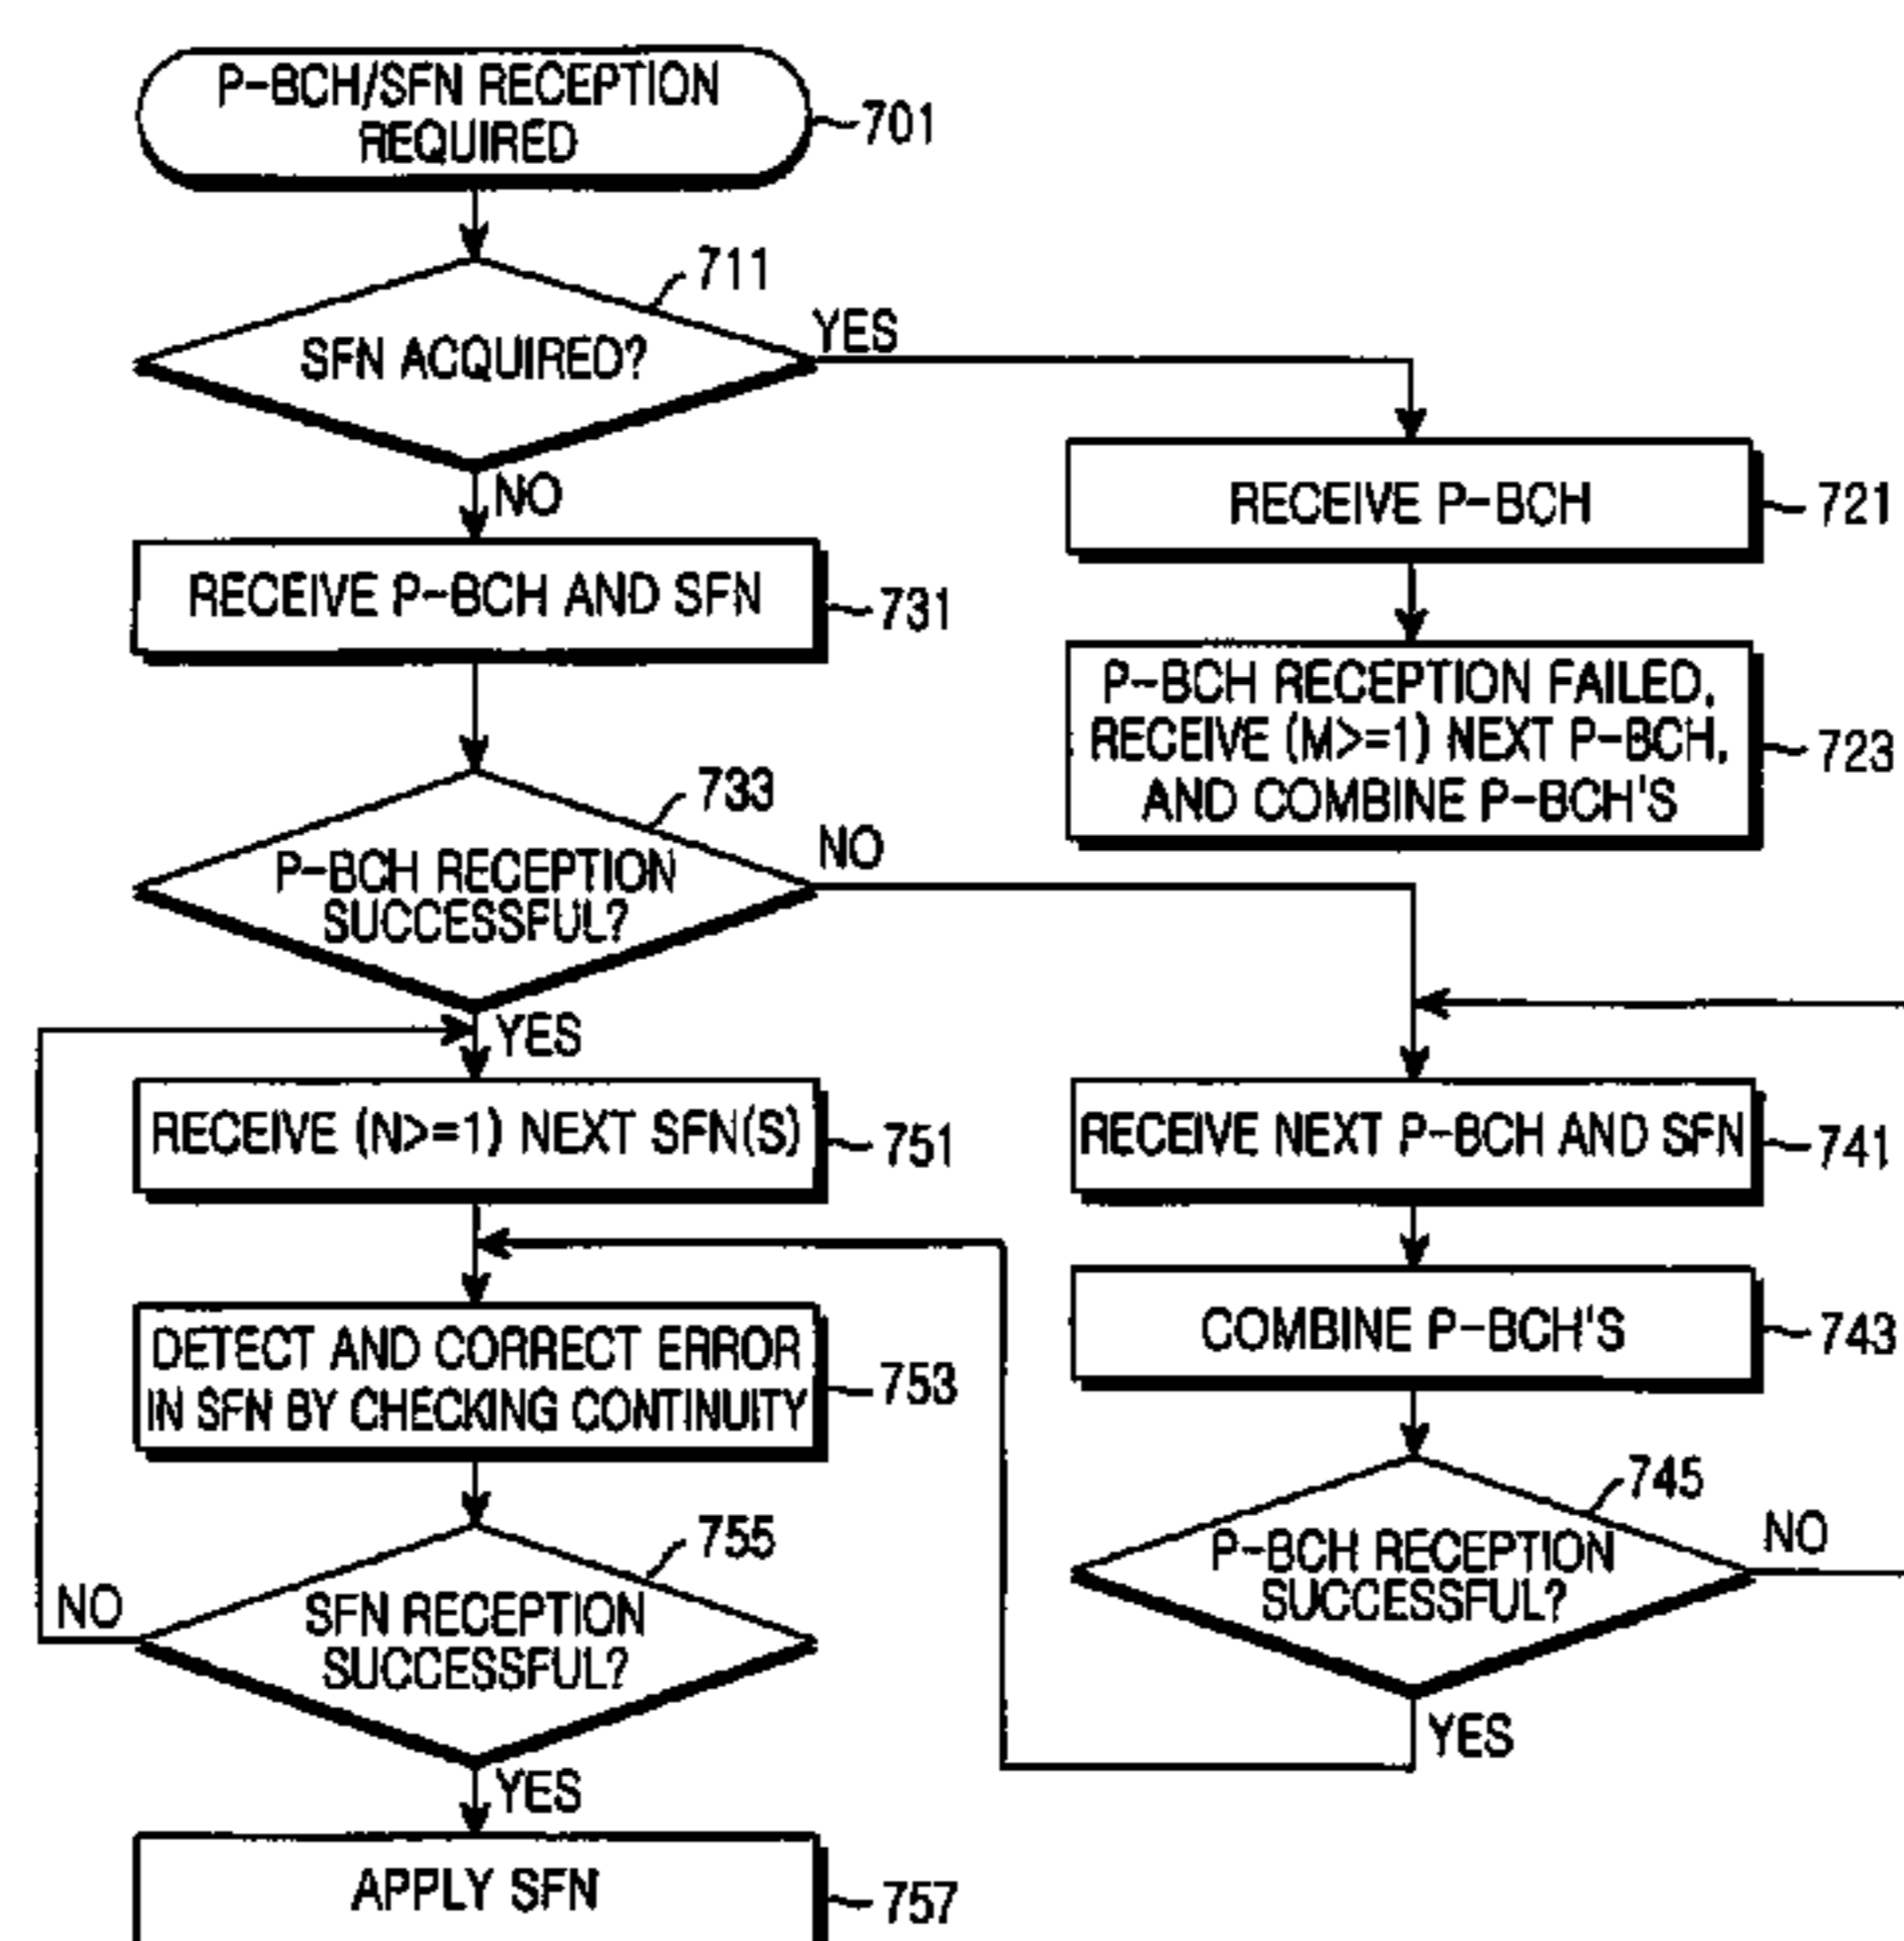 P-BCH/SFN RECEPTION
REQUIRED
701
711
SFN ACQUIRED?
YES
NO
RECEIVE P-BCH
721
RECEIVE P-BCH AND SFN
731
P-BCH RECEPTION FAILED,
RECEIVE (M>=1) NEXT P-BCH,
AND COMBINE P-BCH'S
723
733
P-BCH RECEPTION
SUCCESSFUL?
NO
YES
RECEIVE (N>=1) NEXT SFN(S)
751
RECEIVE NEXT P-BCH AND SFN
741
DETECT AND CORRECT ERROR
IN SFN BY CHECKING CONTINUITY
753
COMBINE P-BCH'S
743
745
P-BCH RECEPTION
SUCCESSFUL?
NO
YES
755
SFN RECEPTION
SUCCESSFUL?
NO
YES
APPLY SFN
757